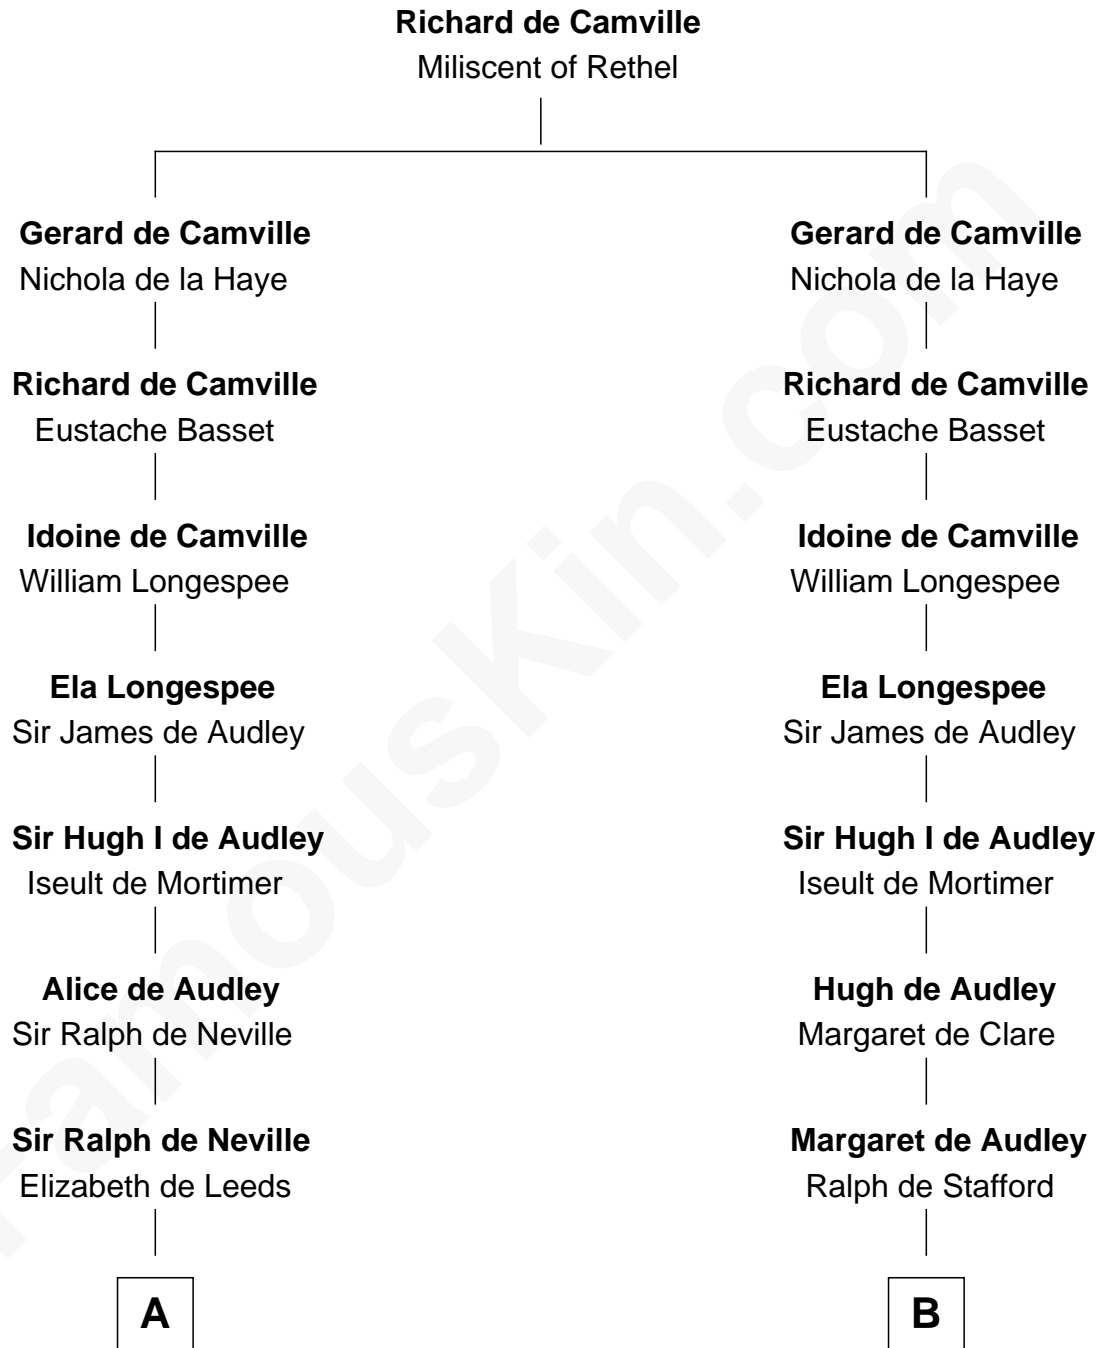 Richard de Camville
Miliscent of Rethel
Gerard de Camville
Nichola de la Haye
Richard de Camville
Eustache Basset
Idoine de Camville
William Longespee
Ela Longespee
Sir James de Audley
Sir Hugh I de Audley
Iseult de Mortimer
Alice de Audley
Sir Ralph de Neville
Sir Ralph de Neville
Elizabeth de Leeds
A
Gerard de Camville
Nichola de la Haye
Richard de Camville
Eustache Basset
Idoine de Camville
William Longespee
Ela Longespee
Sir James de Audley
Sir Hugh I de Audley
Iseult de Mortimer
Hugh de Audley
Margaret de Clare
Margaret de Audley
Ralph de Stafford
B
FamousKin.com